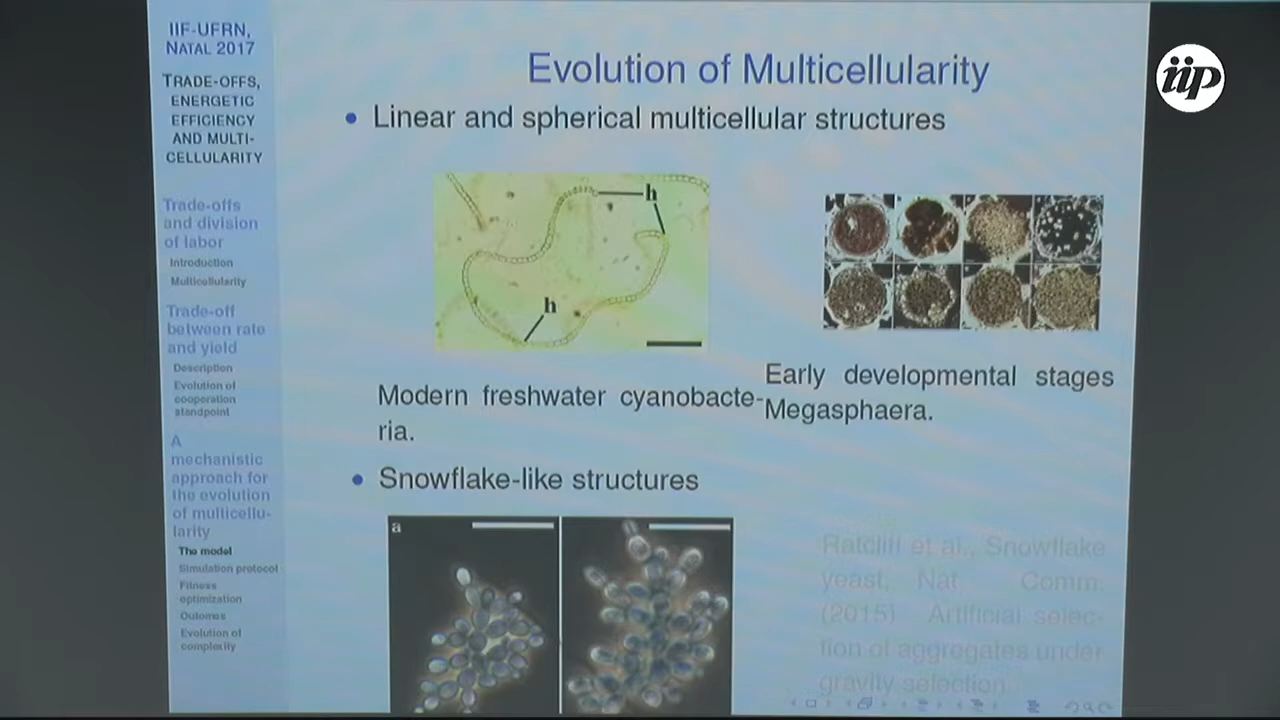 IIF-UFRN,
NATAL 2017
TRADE-OFFS,
ENERGETIC
EFFICIENCY
AND MULTI-
CELLULARITY
Trade-offs
and division
of labor
Introduction
Multicellularity
Trade-off
between rate
and yield
Description
Evolution of
cooperation
standpoint
A
mechanistic
approach for
the evolution
of multicellu-
larity
The model
Simulation protocol
Fitness
optimization
Outomes
Evolution of
complexity
Evolution of Multicellularity
• Linear and spherical multicellular structures
h
h
Modern freshwater cyanobacte-
ria.
Early developmental stages
Megasphaera.
• Snowflake-like structures
a
Ratcliff et al., Snowflake
yeast, Nat. Comm.
(2015) Artificial selec-
tion of aggregates under
gravity selection.
iip